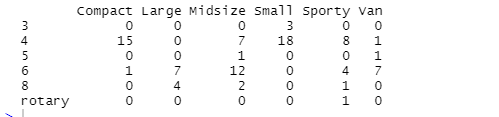 Compact Large Midsize Small Sporty Van
3 0 0 0 3 0 0
4 15 0 7 18 8 1
5 0 0 1 0 0 1
6 1 7 12 0 4 7
8 0 4 2 0 1 0
rotary 0 0 0 0 1 0
>